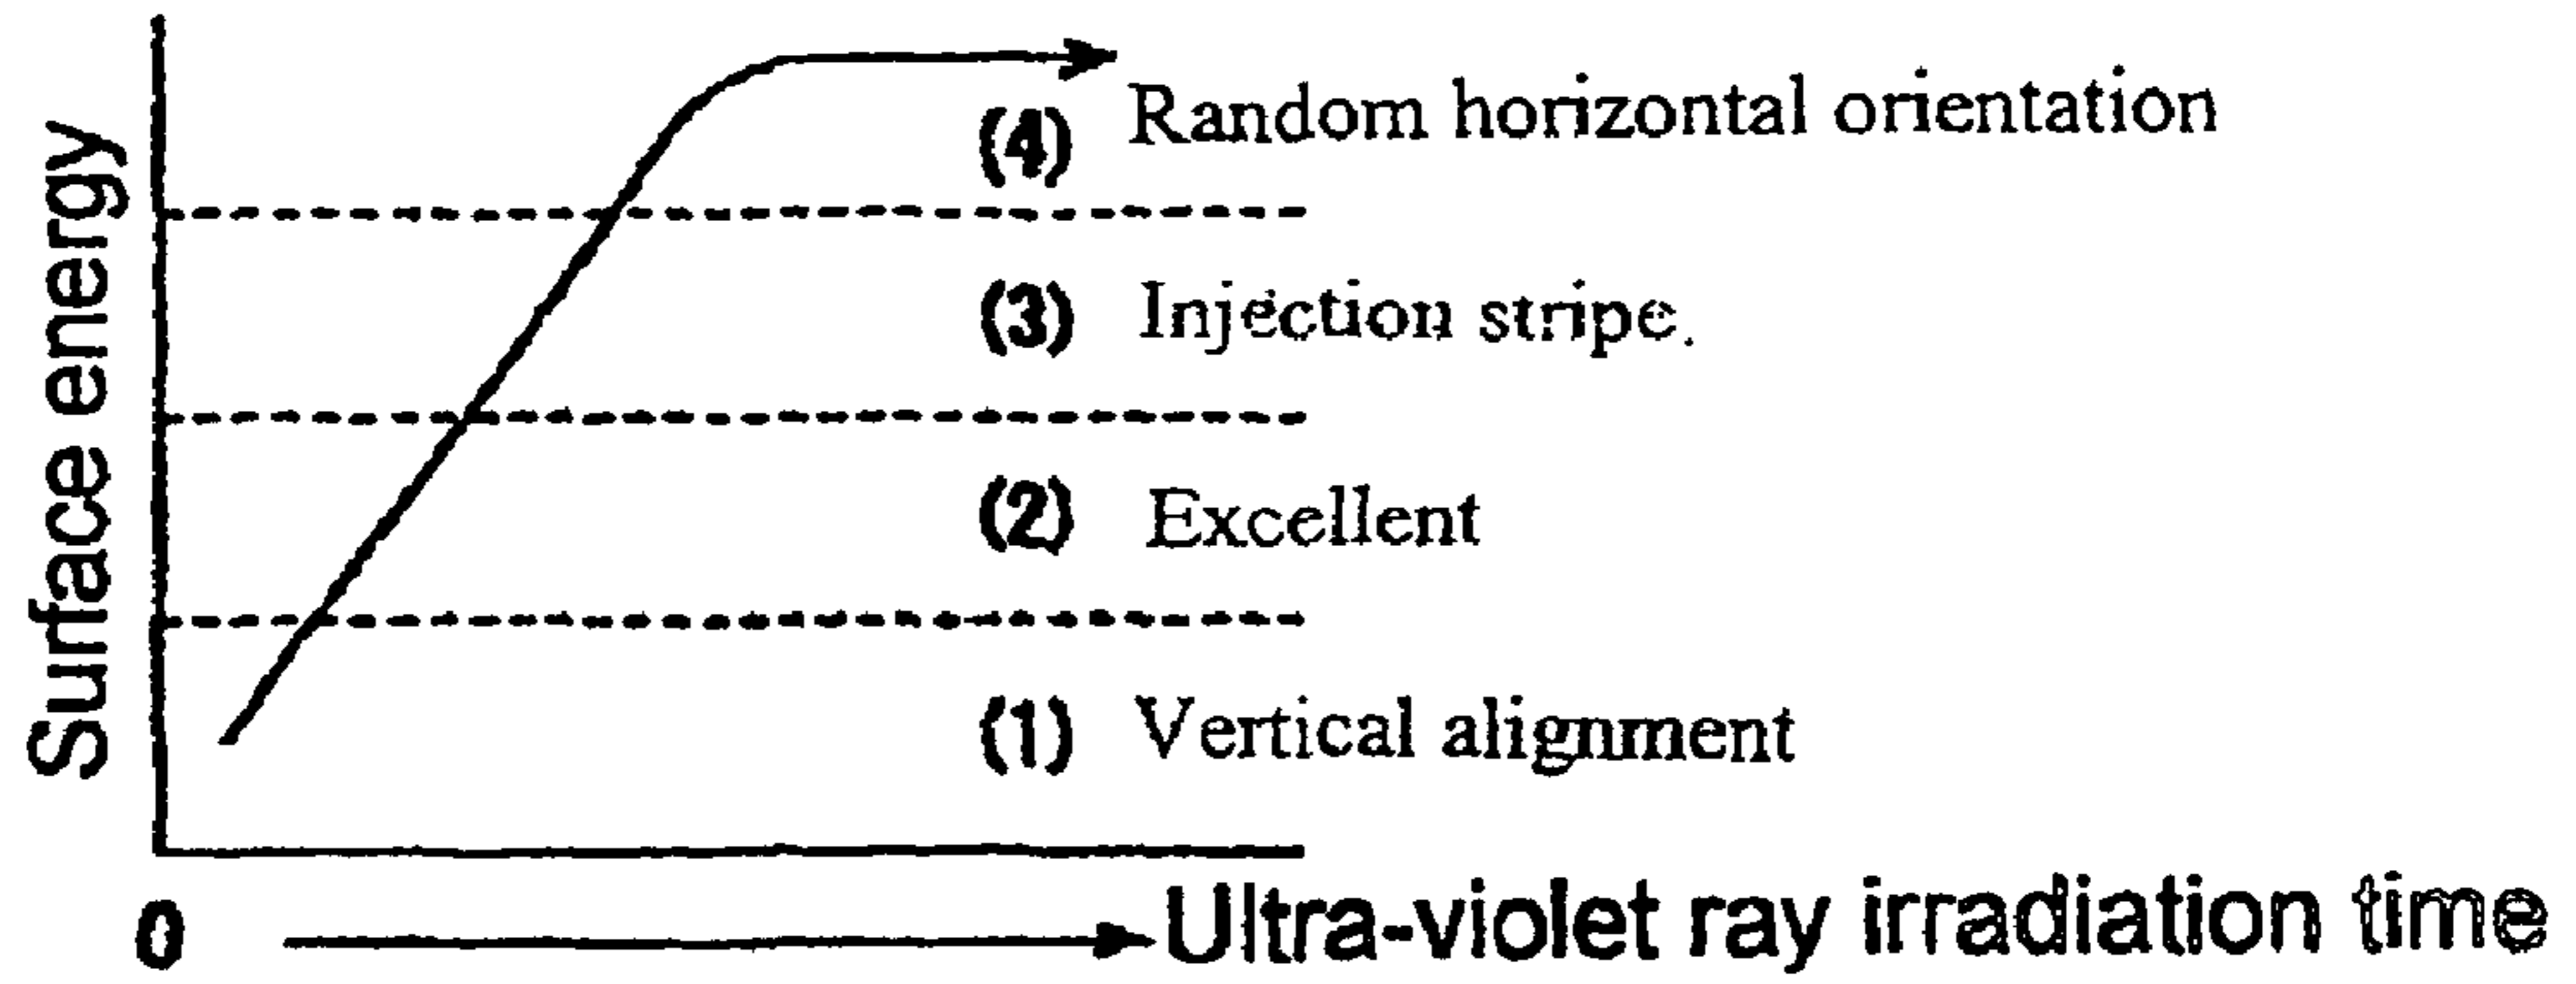 Surface energy
(4) Random horizontal orientation
(3) Injection stripe.
(2) Excellent
(1) Vertical alignment
0
Ultra-violet ray irradiation time